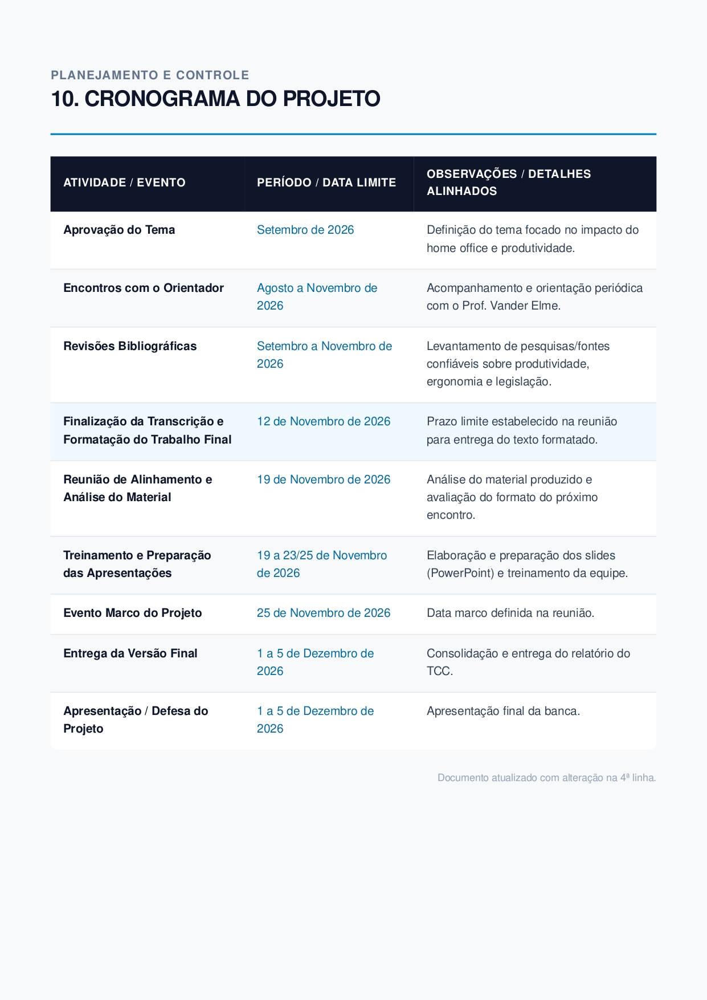 PLANEJAMENTO E CONTROLE
10. CRONOGRAMA DO PROJETO
ATIVIDADE / EVENTO
PERÍODO / DATA LIMITE
OBSERVAÇÕES / DETALHES
ALINHADOS
Aprovação do Tema
Setembro de 2026
Definição do tema focado no impacto do
home office e produtividade.
Encontros com o Orientador
Agosto a Novembro de
2026
Acompanhamento e orientação periódica
com o Prof. Vander Elme.
Revisões Bibliográficas
Setembro a Novembro de
2026
Levantamento de pesquisas/fontes
confiáveis sobre produtividade,
ergonomia e legislação.
Finalização da Transcrição e
Formatação do Trabalho Final
12 de Novembro de 2026
Prazo limite estabelecido na reunião
para entrega do texto formatado.
Reunião de Alinhamento e
Análise do Material
19 de Novembro de 2026
Análise do material produzido e
avaliação do formato do próximo
encontro.
Treinamento e Preparação
das Apresentações
19 a 23/25 de Novembro
de 2026
Elaboração e preparação dos slides
(PowerPoint) e treinamento da equipe.
Evento Marco do Projeto
25 de Novembro de 2026
Data marco definida na reunião.
Entrega da Versão Final
1 a 5 de Dezembro de
2026
Consolidação e entrega do relatório do
TCC.
Apresentação / Defesa do
Projeto
1 a 5 de Dezembro de
2026
Apresentação final da banca.
Documento atualizado com alteração na 4ª linha.